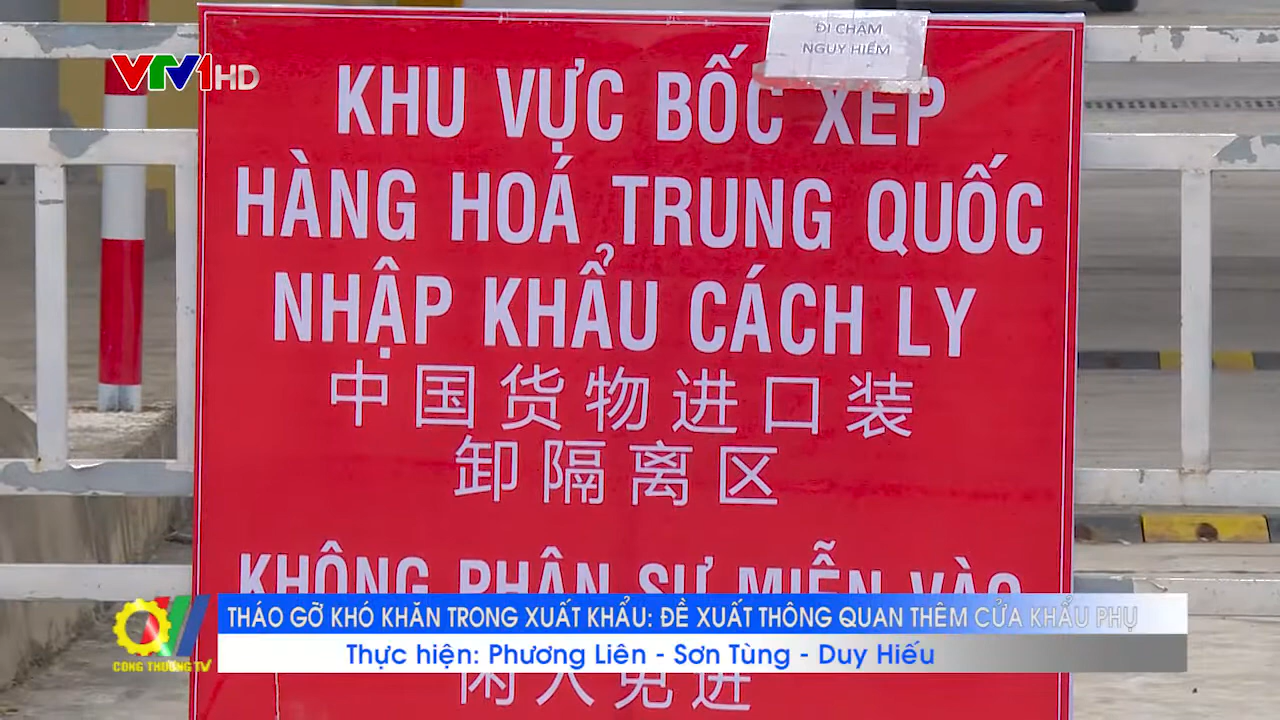 ĐI CHẬM
NGUY HIỂM
VTV1 HD
KHU VỰC BỐC XẾP
HÀNG HOÁ TRUNG QUỐC
NHẬP KHẨU CÁCH LY
中国货物进口装
卸隔离区
KHÔNG PHẬN SỰ MIỄN VÀO
THÁO GỠ KHÓ KHĂN TRONG XUẤT KHẨU: ĐỀ XUẤT THÔNG QUAN THÊM CỬA KHẨU PHỤ
Thực hiện: Phương Liên - Sơn Tùng - Duy Hiếu
CÔNG THƯƠNG TV
闲人免进